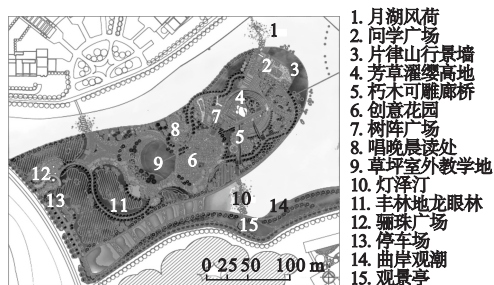 1
2
3
4
7
8
5
6
9
12
13
11
10
14
15
0 25 50 100 m
1. 月湖风荷
2. 问学广场
3. 片律山行景墙
4. 芳草濯缨高地
5. 朽木可雕廊桥
6. 创意花园
7. 树阵广场
8. 唱晚晨读处
9. 草坪室外教学地
10. 灯泽汀
11. 丰林地龙眼林
12. 骊珠广场
13. 停车场
14. 曲岸观潮
15. 观景亭